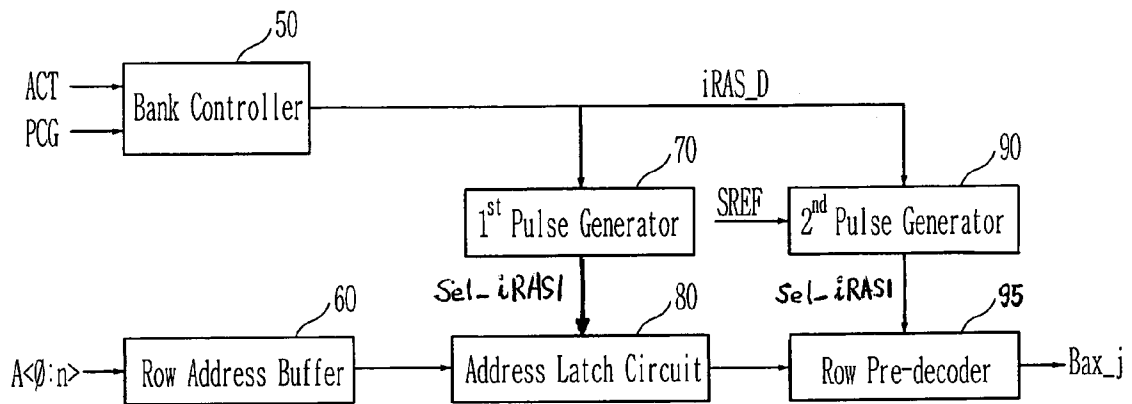 50
ACT
PCG
Bank Controller
iRAS_D
70
90
1st Pulse Generator
SREF
2nd Pulse Generator
Sel_iRAS1
Sel_iRAS1
60
80
95
A<0:n>
Row Address Buffer
Address Latch Circuit
Row Pre-decoder
Bax_j